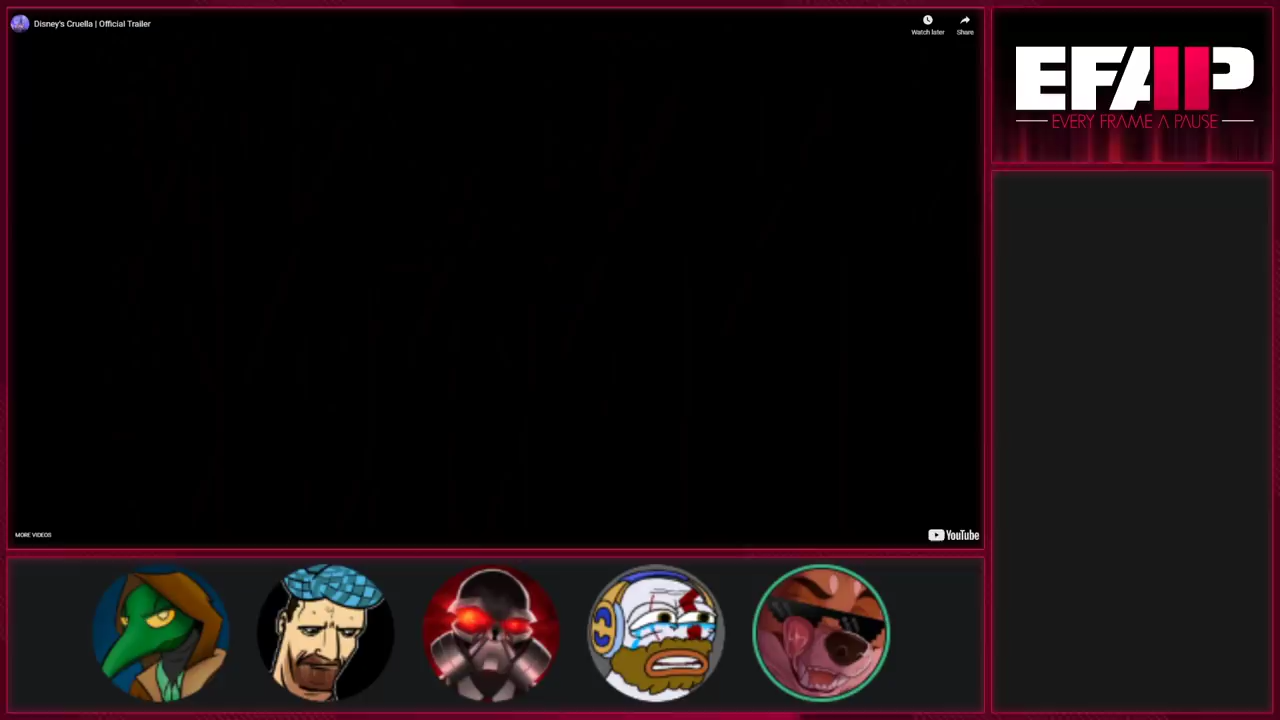 Disney's Cruella | Official Trailer
Watch later
Share
EFAP
EVERY FRAME A PAUSE
MORE VIDEOS
YouTube